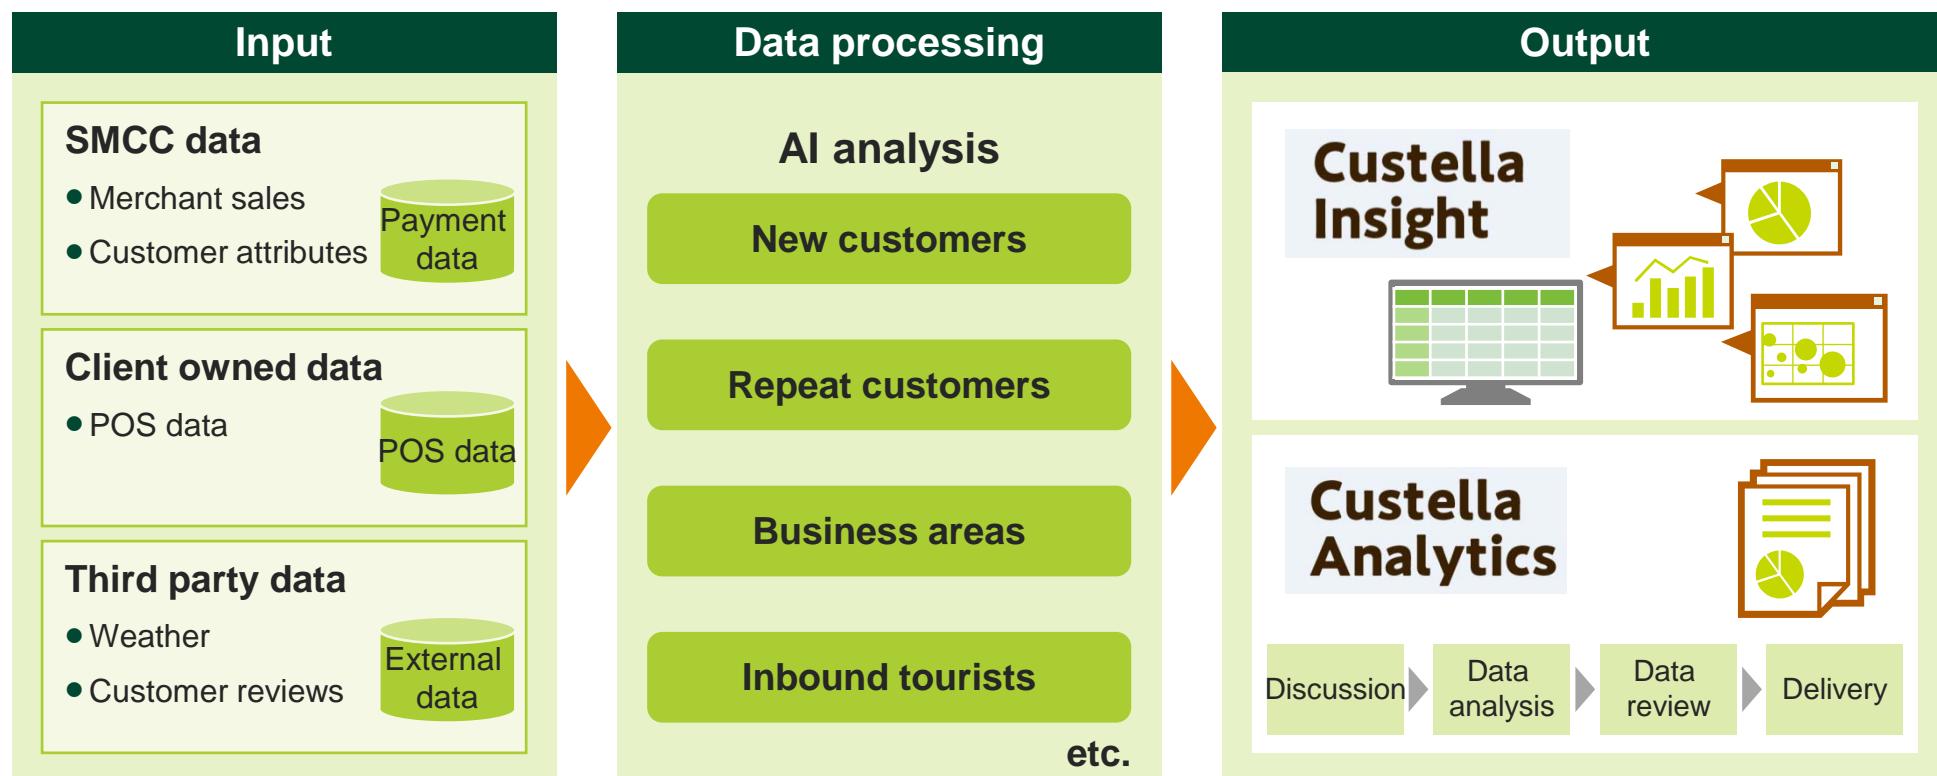 Input
SMCC data
• Merchant sales
• Customer attributes
Payment
data
Client owned data
• POS data
POS data
Third party data
• Weather
• Customer reviews
External
data
Data processing
AI analysis
New customers
Repeat customers
Business areas
Inbound tourists
etc.
Output
Custella
Insight
Custella
Analytics
Discussion
Data
analysis
Data
review
Delivery